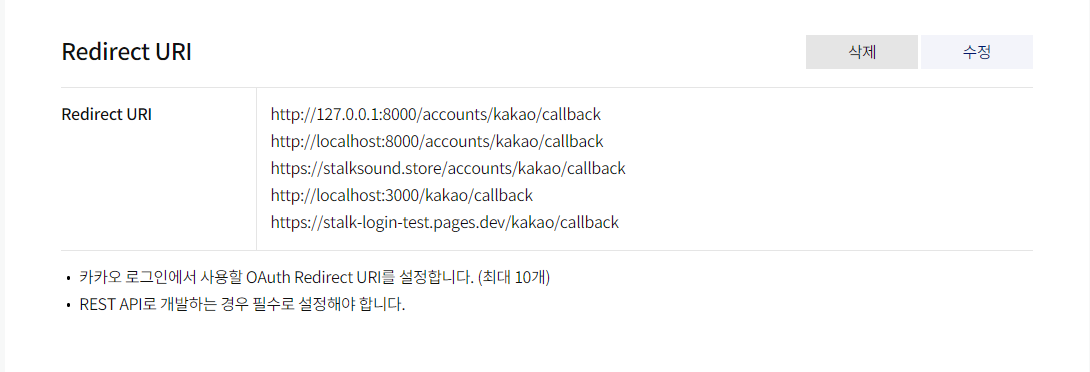 Redirect URI
삭제
수정
Redirect URI
http://127.0.0.1:8000/accounts/kakao/callback
http://localhost:8000/accounts/kakao/callback
https://stalksound.store/accounts/kakao/callback
http://localhost:3000/kakao/callback
https://stalk-login-test.pages.dev/kakao/callback
• 카카오 로그인에서 사용할 OAuth Redirect URI를 설정합니다. (최대 10개)
• REST API로 개발하는 경우 필수로 설정해야 합니다.